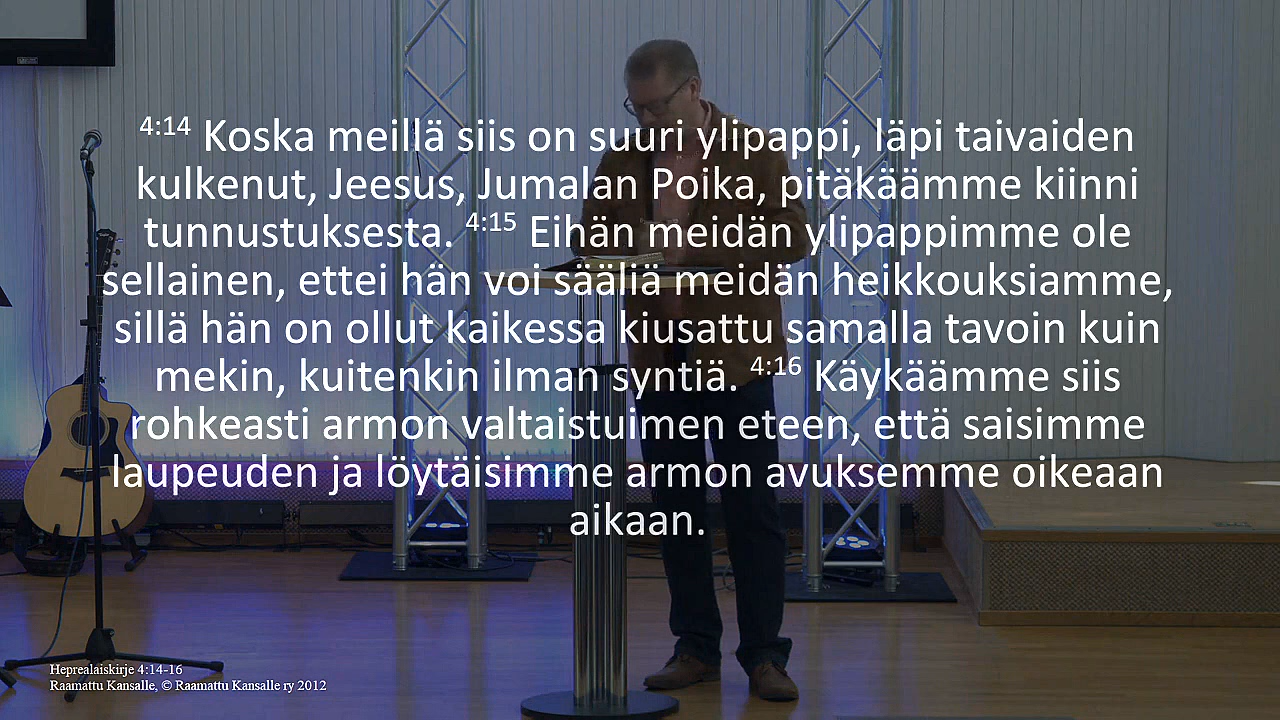 4:14 Koska meillä siis on suuri ylipappi, läpi taivaiden
kulkenut, Jeesus, Jumalan Poika, pitäkäämme kiinni
tunnustuksesta. 4:15 Eihän meidän ylipappimme ole
sellainen, ettei hän voi sääliä meidän heikkouksiamme,
sillä hän on ollut kaikessa kiusattu samalla tavoin kuin
mekin, kuitenkin ilman syntiä. 4:16 Käykäämme siis
rohkeasti armon valtaistuimen eteen, että saisimme
laupeuden ja löytäisimme armon avuksemme oikeaan
aikaan.
Heprealaiskirje 4:14-16
Raamattu Kansalle, © Raamattu Kansalle ry 2012